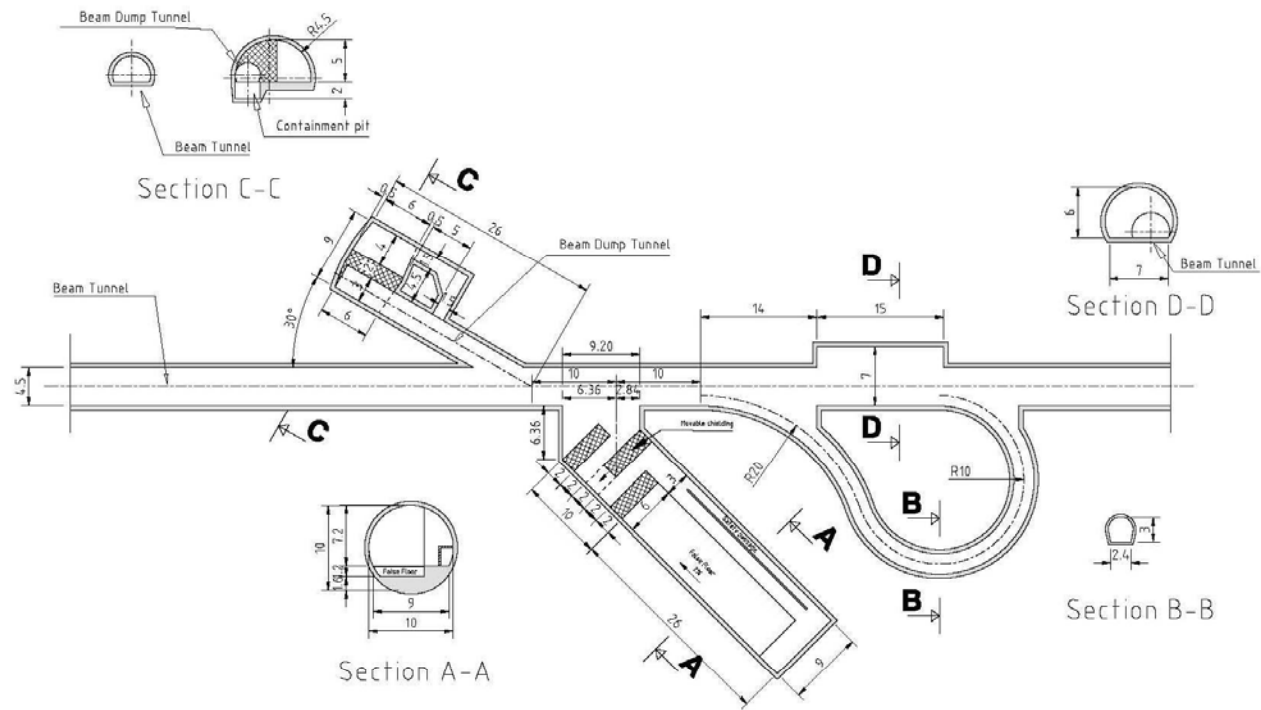 Beam Dump Tunnel
R4.5
5
2
Containment pit
Beam Tunnel
Section C-C
C
0.5
6
0.5
5
26
9
4
Beam Dump Tunnel
Beam Tunnel
30°
6
4.5
C
9.20
10
10
6.36
2.84
6.36
Movable shielding
14
15
7
D
D
6
7
Beam Tunnel
Section D-D
R20
R10
B
B
3
2.4
Section B-B
2
2
2
2
2
10
6
3
False Floor
26
9
A
A
10
7.2
1.2
1.6
False Floor
9
10
Section A-A